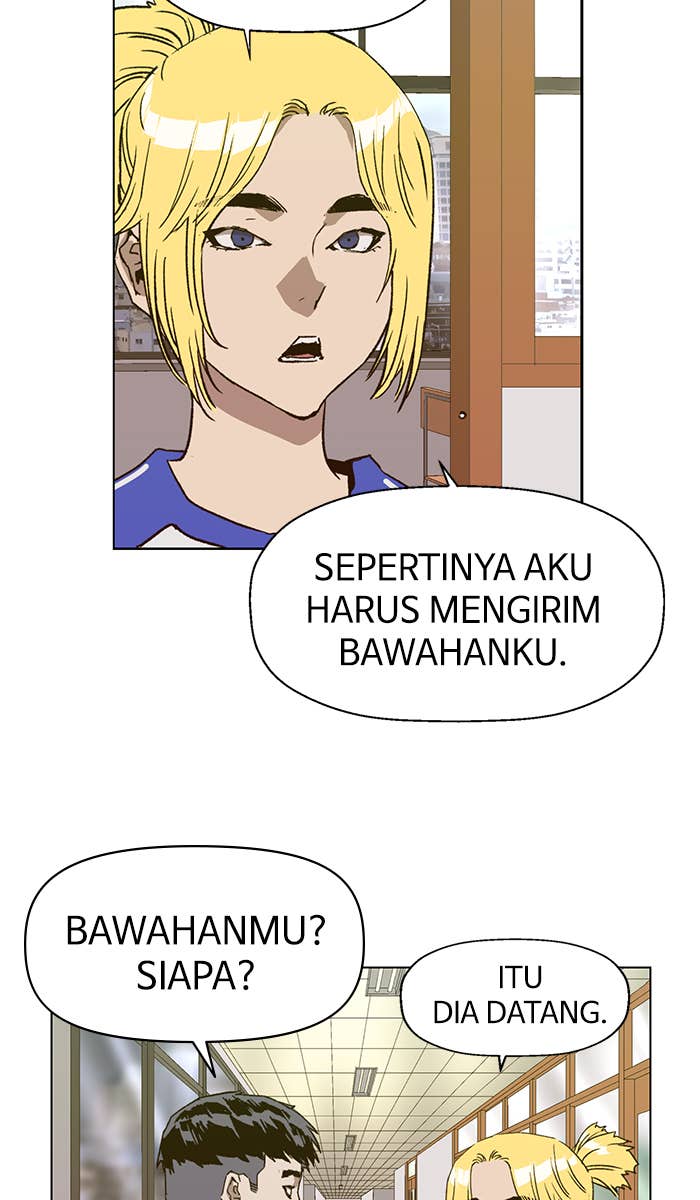 SEPERTINYA AKU
HARUS MENGIRIM
BAWAHANKU.
BAWAHANMU?
SIAPA?
ITU
DIA DATANG.